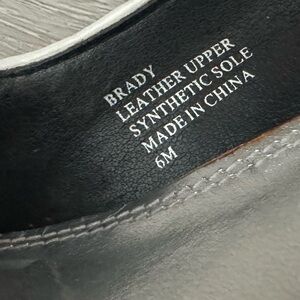 BRADY
LEATHER UPPER
SYNTHETIC SOLE
MADE IN CHINA
6M